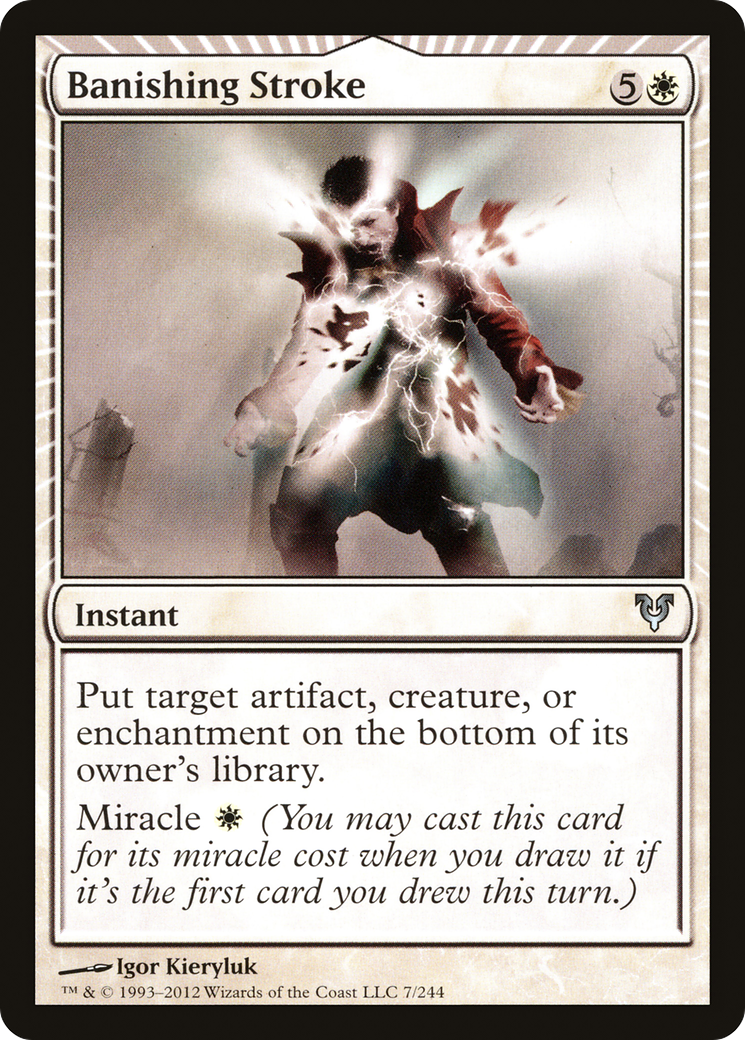 Banishing Stroke 5
Instant
Put target artifact, creature, or
enchantment on the bottom of its
owner's library.
Miracle (You may cast this card
for its miracle cost when you draw it if
it's the first card you drew this turn.)
Igor Kieryluk
™ & © 1993–2012 Wizards of the Coast LLC 7/244